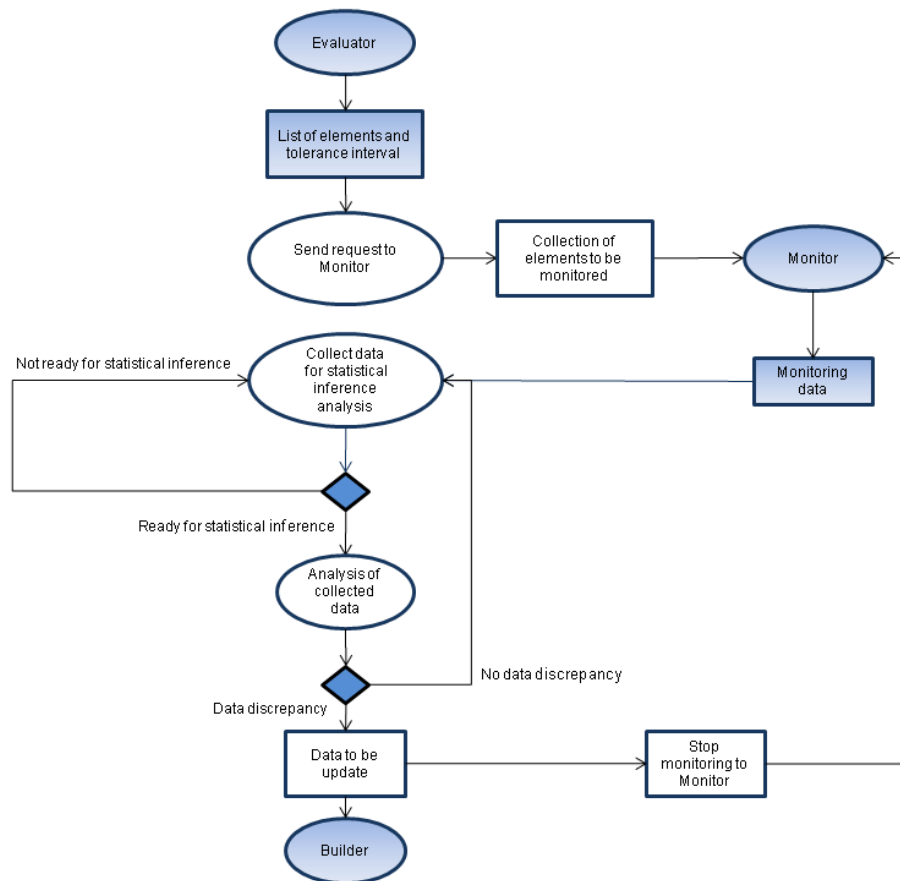 Evaluator
List of elements and
tolerance interval
Send request to
Monitor
Collection of
elements to be
monitored
Monitor
Not ready for statistical inference
Collect data
for statistical
inference
analysis
Monitoring
data
Ready for statistical inference
Analysis of
collected
data
No data discrepancy
Data discrepancy
Data to be
update
Stop
monitoring to
Monitor
Builder